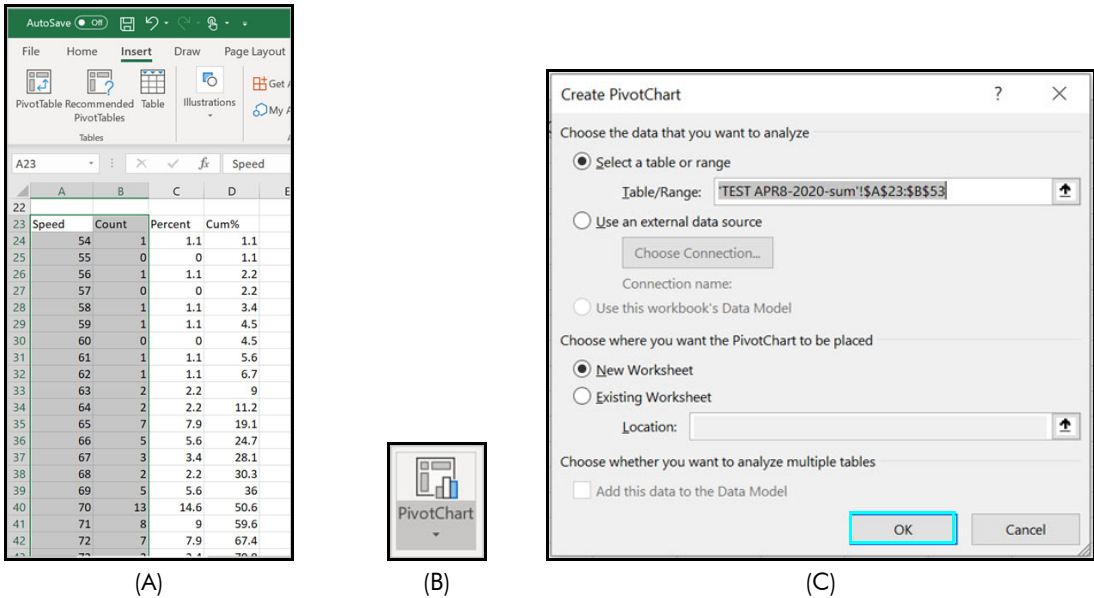 AutoSave Off
File Home Insert Draw Page Layout
PivotTable Recommended PivotTables Table Illustrations Get
My
Tables
A23 fx Speed
A B C D E
22
23 Speed Count Percent Cum%
24 54 1 1.1 1.1
25 55 0 0 1.1
26 56 1 1.1 2.2
27 57 0 0 2.2
28 58 1 1.1 3.4
29 59 1 1.1 4.5
30 60 0 0 4.5
31 61 1 1.1 5.6
32 62 1 1.1 6.7
33 63 2 2.2 9
34 64 2 2.2 11.2
35 65 7 7.9 19.1
36 66 5 5.6 24.7
37 67 3 3.4 28.1
38 68 2 2.2 30.3
39 69 5 5.6 36
40 70 13 14.6 50.6
41 71 8 9 59.6
42 72 7 7.9 67.4
(A)
PivotChart
(B)
Create PivotChart ?
Choose the data that you want to analyze
Select a table or range
Table/Range: 'TEST APR8-2020-sum'!$A$23:$B$53
Use an external data source
Choose Connection...
Connection name:
Use this workbook's Data Model
Choose where you want the PivotChart to be placed
New Worksheet
Existing Worksheet
Location:
Choose whether you want to analyze multiple tables
Add this data to the Data Model
OK Cancel
(C)